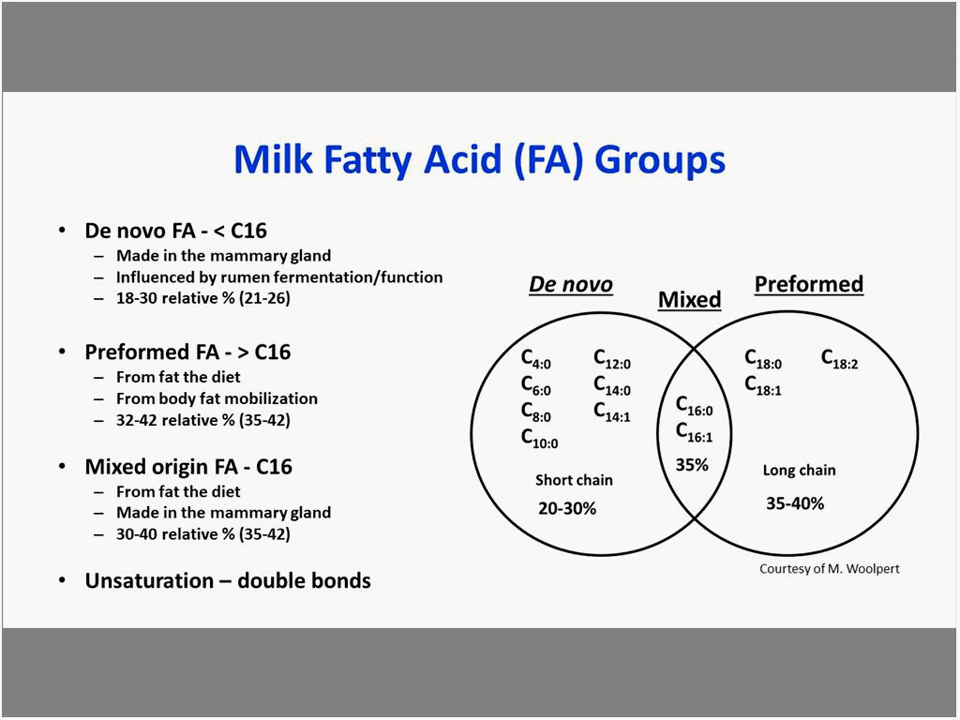 Milk Fatty Acid (FA) Groups
• De novo FA - < C16
– Made in the mammary gland
– Influenced by rumen fermentation/function
– 18-30 relative % (21-26)
• Preformed FA - > C16
– From fat the diet
– From body fat mobilization
– 32-42 relative % (35-42)
• Mixed origin FA - C16
– From fat the diet
– Made in the mammary gland
– 30-40 relative % (35-42)
• Unsaturation – double bonds
De novo
Mixed
Preformed
C4:0 C12:0
C6:0 C14:0
C8:0 C14:1
C10:0
Short chain
20-30%
C16:0
C16:1
35%
C18:0 C18:2
C18:1
Long chain
35-40%
Courtesy of M. Woolpert